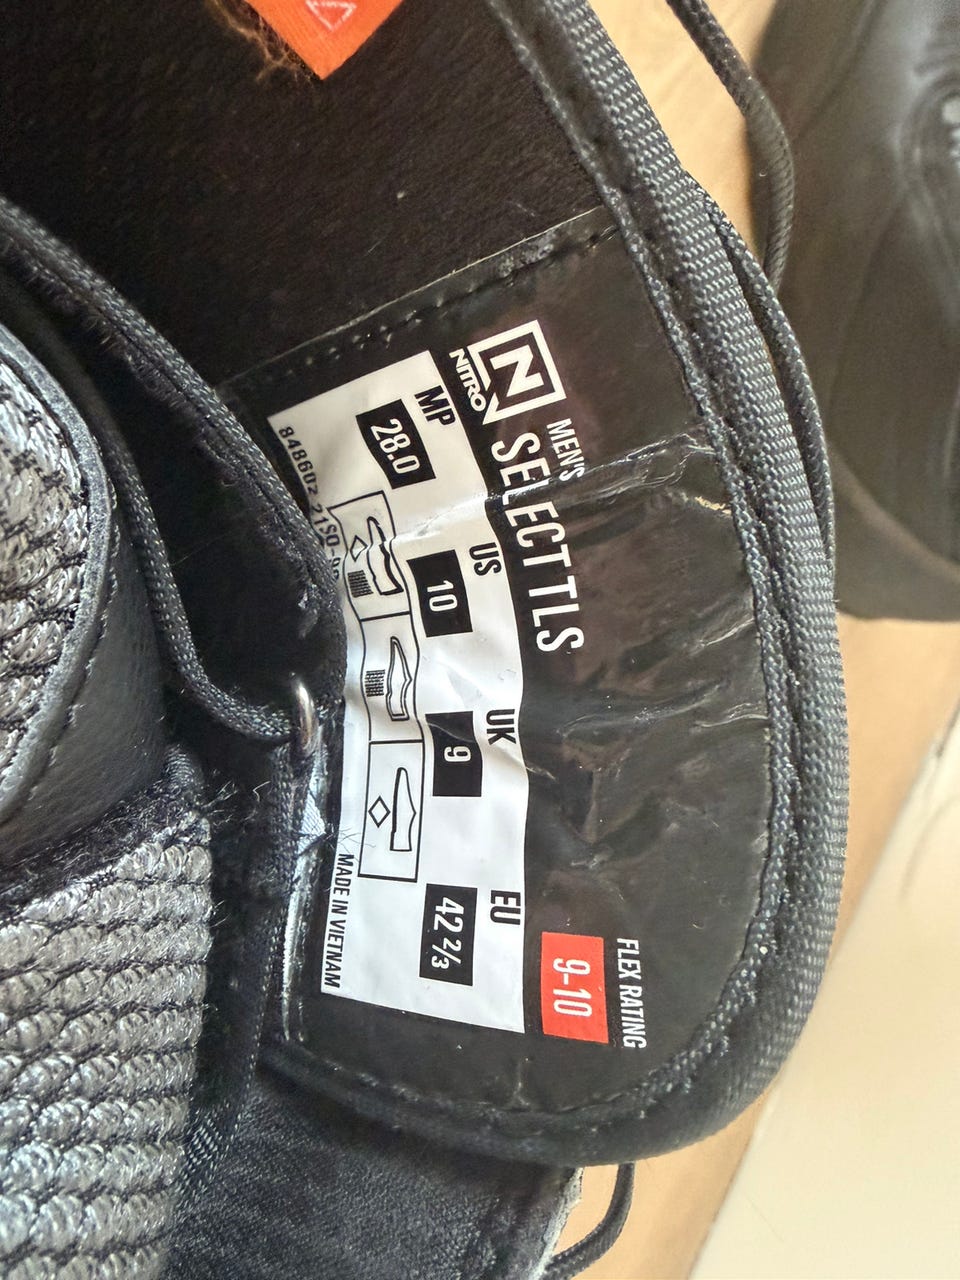 NITRO
MEN'S
SELECT TLS
MP
28.0
US
10
UK
9
EU
42 ⅔
FLEX RATING
9-10
MADE IN VIETNAM